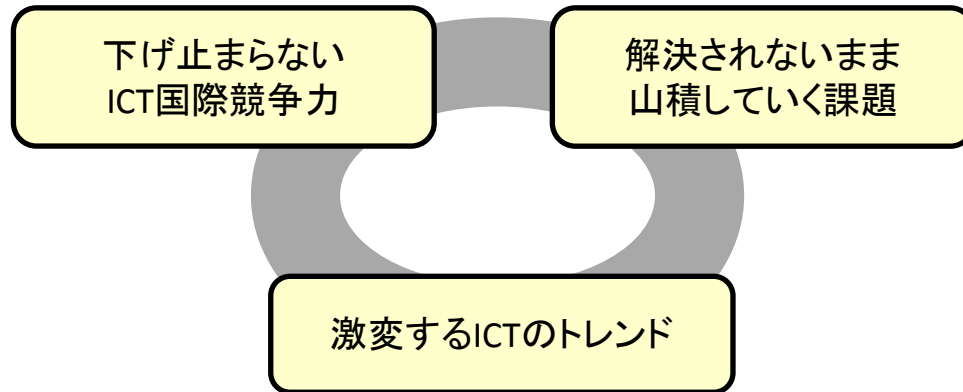 下げ止まらない
ICT国際競争力
解決されないまま
山積していく課題
激変するICTのトレンド